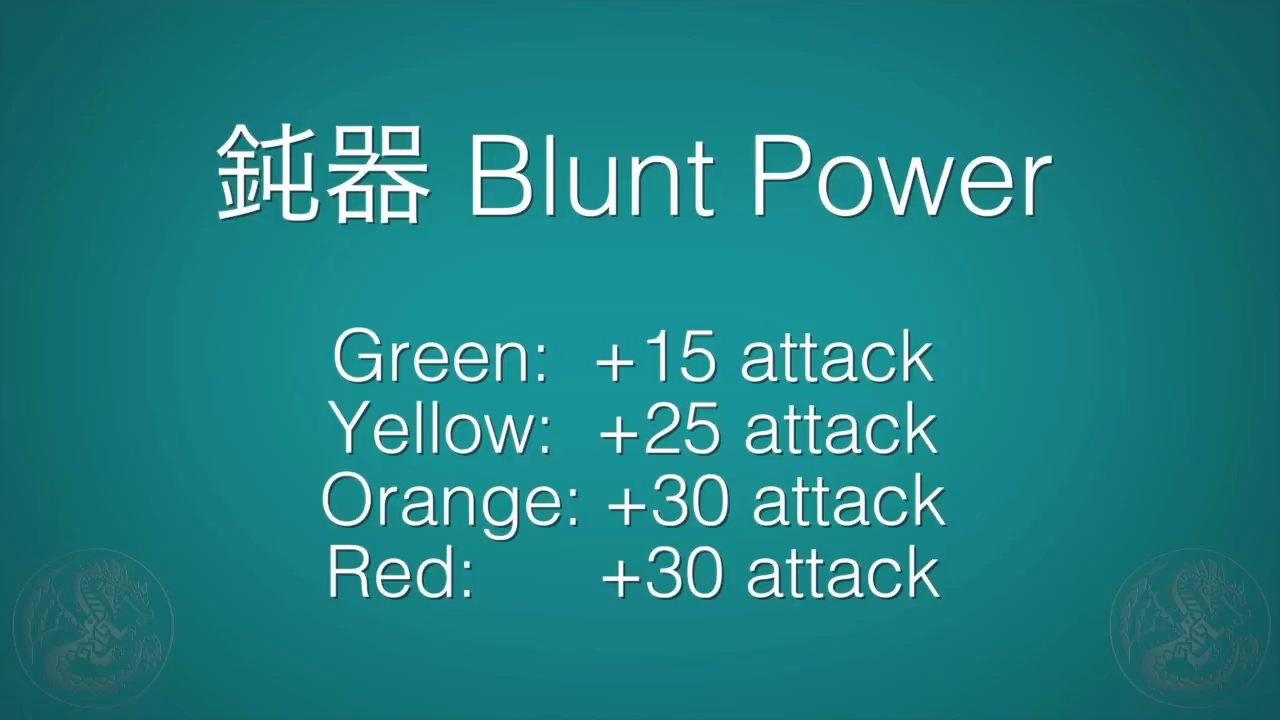 鈍器 Blunt Power
Green: +15 attack
Yellow: +25 attack
Orange: +30 attack
Red: +30 attack